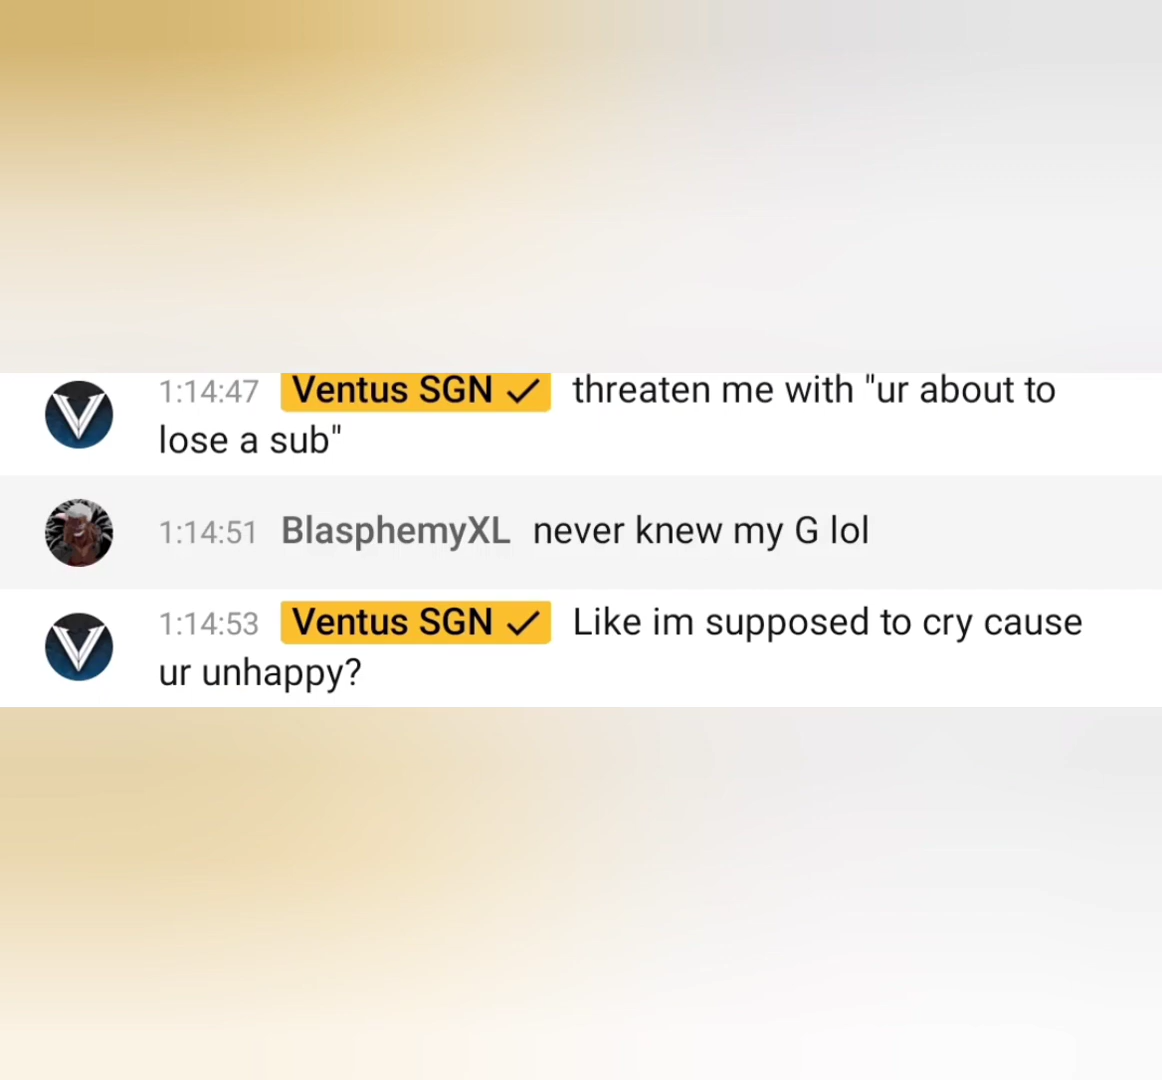 1:14:47 Ventus SGN ✓ threaten me with "ur about to
lose a sub"
1:14:51 BlasphemyXL never knew my G lol
1:14:53 Ventus SGN ✓ Like im supposed to cry cause
ur unhappy?